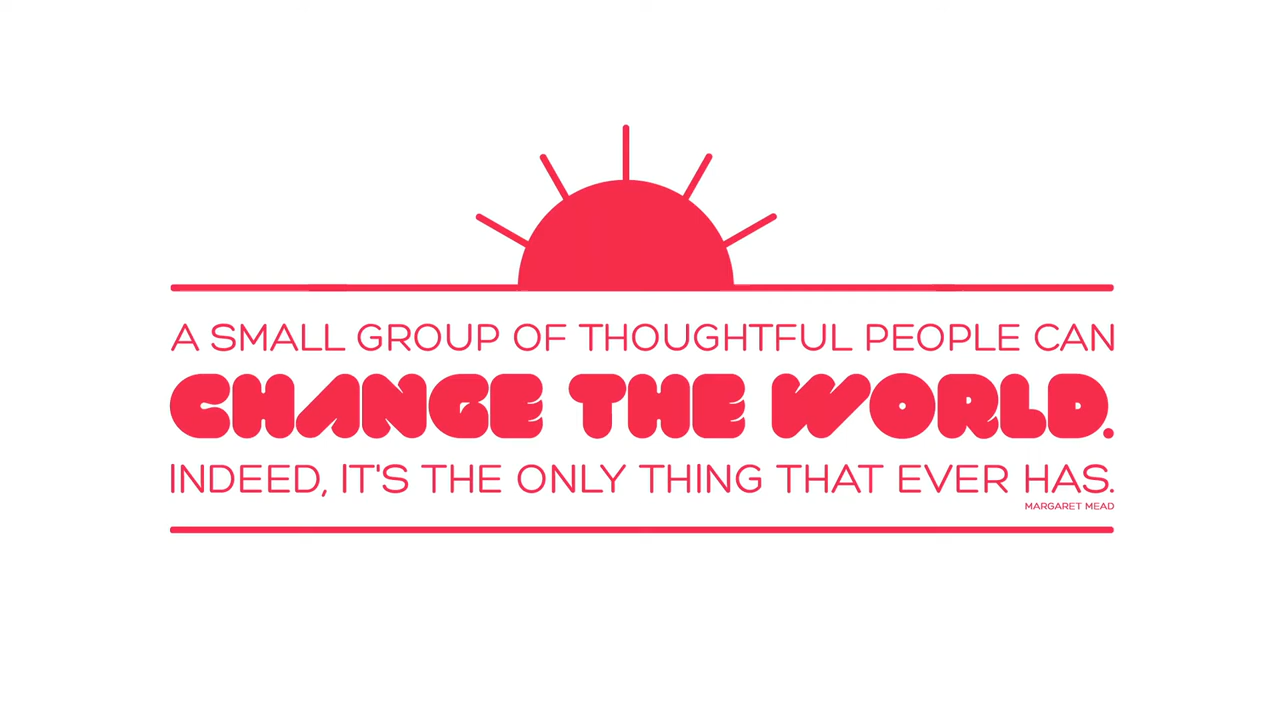 A SMALL GROUP OF THOUGHTFUL PEOPLE CAN
CHANGE THE WORLD.
INDEED, IT'S THE ONLY THING THAT EVER HAS.
MARGARET MEAD